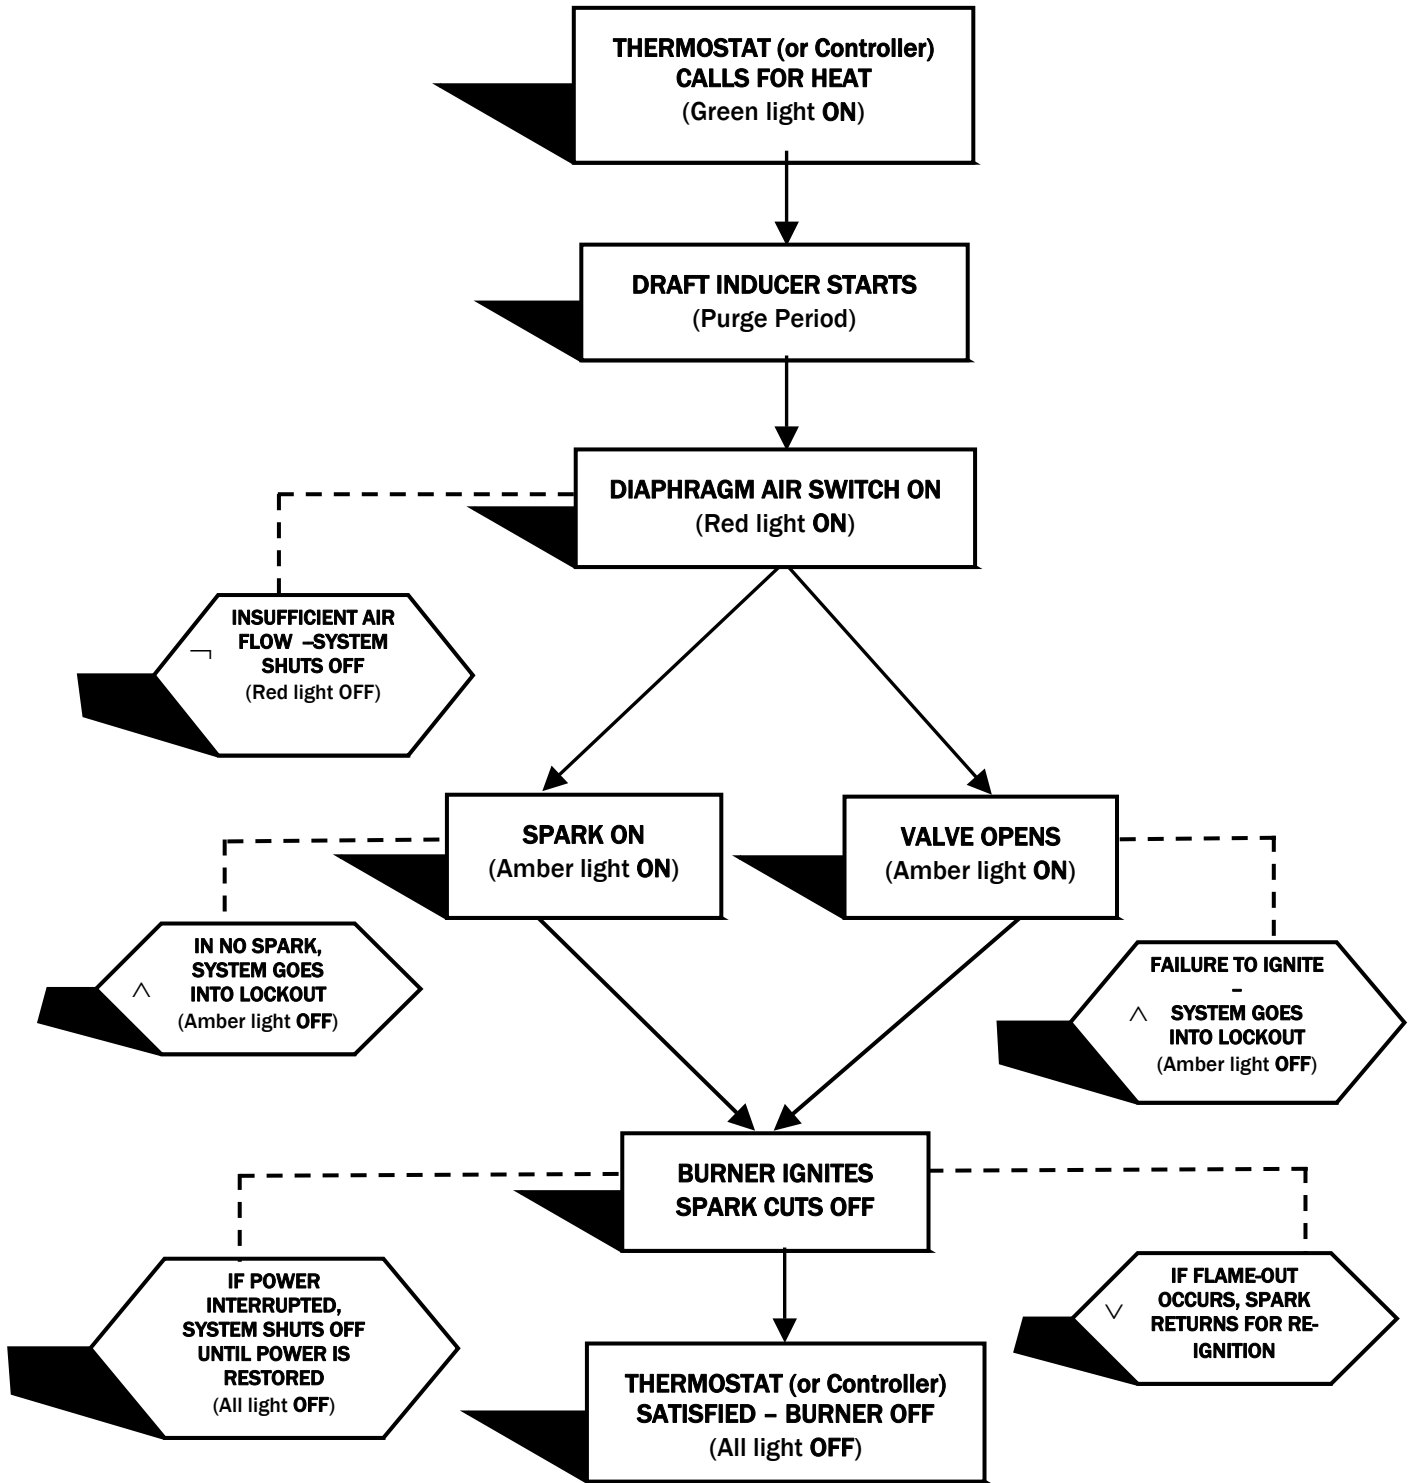 THERMOSTAT (or Controller)
CALLS FOR HEAT
(Green light ON)
DRAFT INDUCER STARTS
(Purge Period)
DIAPHRAGM AIR SWITCH ON
(Red light ON)
¬
INSUFFICIENT AIR
FLOW –SYSTEM
SHUTS OFF
(Red light OFF)
SPARK ON
(Amber light ON)
VALVE OPENS
(Amber light ON)
∧
IN NO SPARK,
SYSTEM GOES
INTO LOCKOUT
(Amber light OFF)
∧
FAILURE TO IGNITE
–
SYSTEM GOES
INTO LOCKOUT
(Amber light OFF)
BURNER IGNITES
SPARK CUTS OFF
IF POWER
INTERRUPTED,
SYSTEM SHUTS OFF
UNTIL POWER IS
RESTORED
(All light OFF)
∨
IF FLAME-OUT
OCCURS, SPARK
RETURNS FOR RE-
IGNITION
THERMOSTAT (or Controller)
SATISFIED – BURNER OFF
(All light OFF)